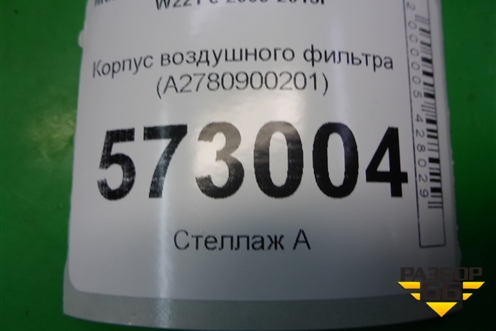 W221 с 2005-2013г
Корпус воздушного фильтра
(A2780900201)
573004
Стеллаж А
РАЗБОР